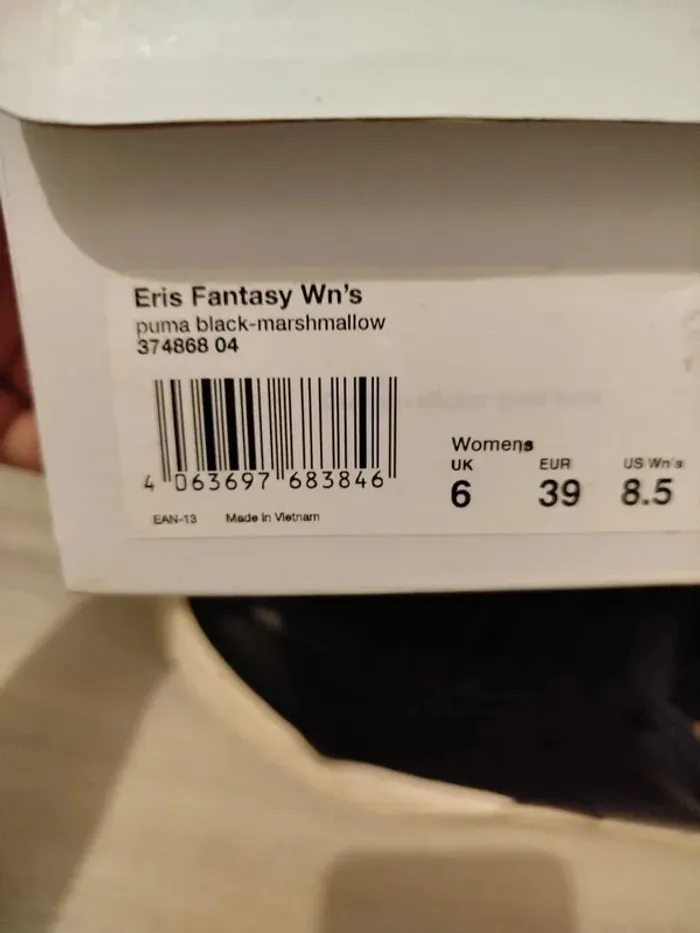 Eris Fantasy Wn's
puma black-marshmallow
374868 04
4 063697 683846
EAN-13 Made in Vietnam
Womens
UK EUR US Wn's
6 39 8.5